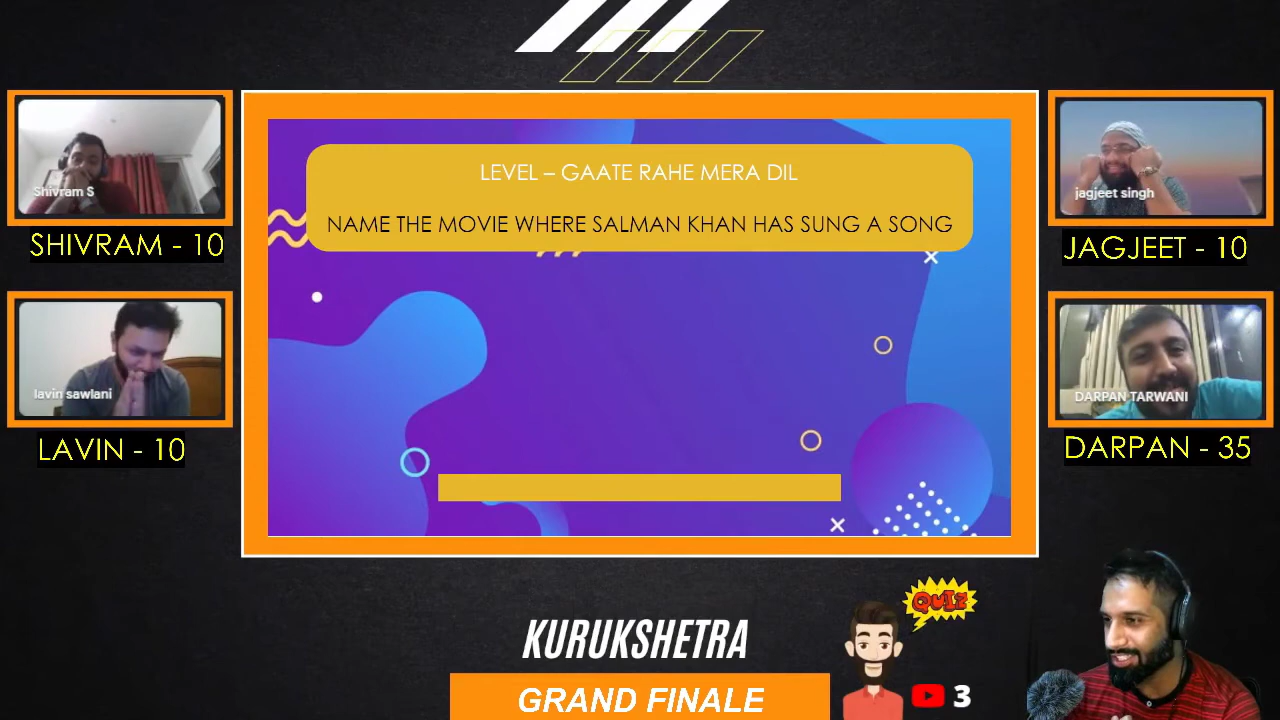 LEVEL – GAATE RAHE MERA DIL
NAME THE MOVIE WHERE SALMAN KHAN HAS SUNG A SONG
Shivram S
SHIVRAM - 10
lavin sawlani
LAVIN - 10
jagjeet singh
JAGJEET - 10
DARPAN TARWANI
DARPAN - 35
KURUKSHETRA
GRAND FINALE
QUIZ
3